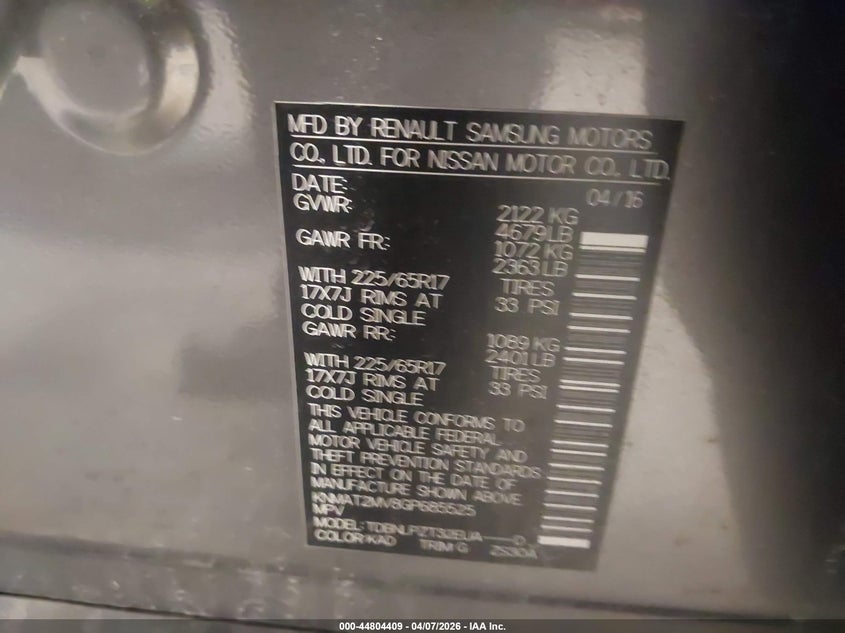 MFD BY RENAULT SAMSUNG MOTORS
CO., LTD. FOR NISSAN MOTOR CO., LTD.
DATE: 04/16
GVWR: 2122 KG
4679 LB
GAWR FR: 1072 KG
2363 LB
WITH 225/65R17 TIRES
17X7J RIMS AT 33 PSI
COLD SINGLE
GAWR RR: 1089 KG
2401 LB
WITH 225/65R17 TIRES
17X7J RIMS AT 33 PSI
COLD SINGLE
THIS VEHICLE CONFORMS TO
ALL APPLICABLE FEDERAL
MOTOR VEHICLE SAFETY AND
THEFT PREVENTION STANDARDS
IN EFFECT ON THE DATE OF
MANUFACTURE SHOWN ABOVE.
KNMAT2MV8GP685525
MPV
MODEL:
COLOR:KAD TRIM:G
000-44804409 - 04/07/2026 - IAA Inc.